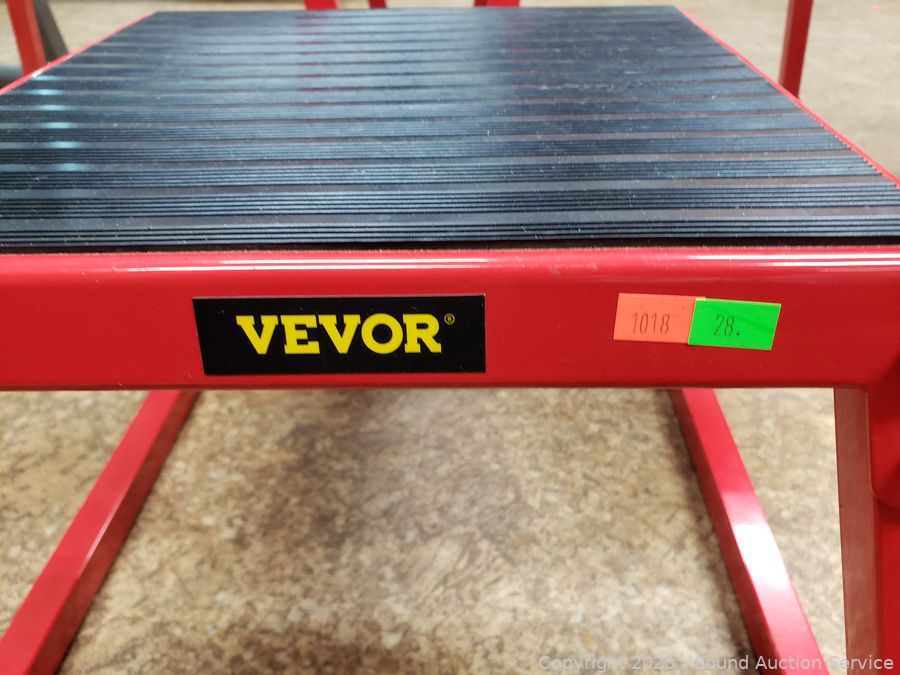 VEVOR®
1018
28.
Copyright 2023 - Sound Auction Service